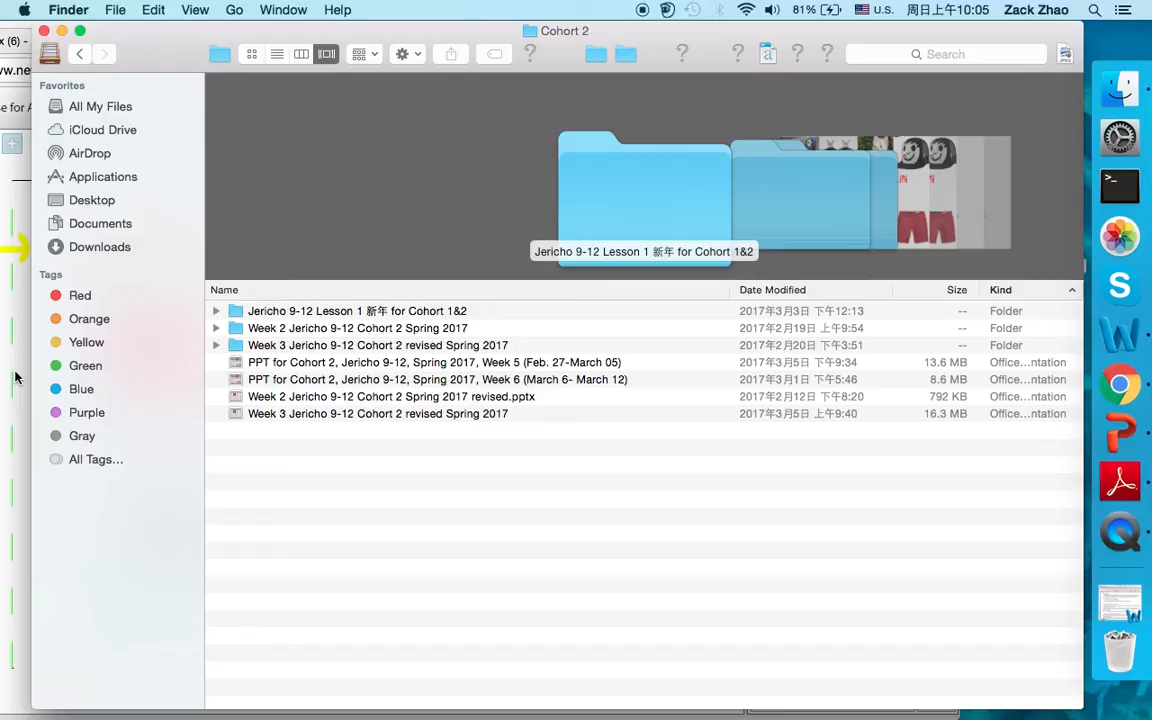 Finder File Edit View Go Window Help 81% U.S. 周日上午10:05 Zack Zhao
x (6) -
Cohort 2
Search
ww.ne
se for A
Favorites
All My Files
iCloud Drive
AirDrop
Applications
Desktop
Documents
Downloads
Tags
Red
Orange
Yellow
Green
Blue
Purple
Gray
All Tags...
Jericho 9-12 Lesson 1 新年 for Cohort 1&2
Name Date Modified Size Kind
Jericho 9-12 Lesson 1 新年 for Cohort 1&2 2017年3月3日 下午12:13 -- Folder
Week 2 Jericho 9-12 Cohort 2 Spring 2017 2017年2月19日 上午9:54 -- Folder
Week 3 Jericho 9-12 Cohort 2 revised Spring 2017 2017年2月20日 下午3:51 -- Folder
PPT for Cohort 2, Jericho 9-12, Spring 2017, Week 5 (Feb. 27-March 05) 2017年3月5日 下午9:34 13.6 MB Office...ntation
PPT for Cohort 2, Jericho 9-12, Spring 2017, Week 6 (March 6- March 12) 2017年3月1日 下午5:46 8.6 MB Office...ntation
Week 2 Jericho 9-12 Cohort 2 Spring 2017 revised.pptx 2017年2月12日 下午8:20 792 KB Office...ntation
Week 3 Jericho 9-12 Cohort 2 revised Spring 2017 2017年3月5日 上午9:40 16.3 MB Office...ntation